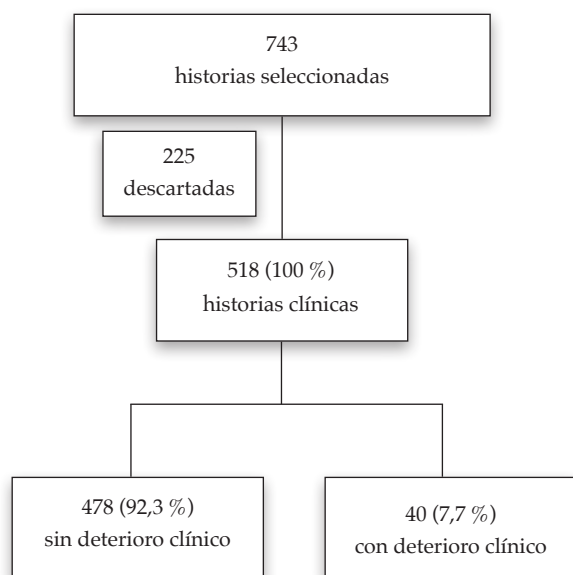 743
historias seleccionadas
225
descartadas
518 (100 %)
historias clínicas
478 (92,3 %)
sin deterioro clínico
40 (7,7 %)
con deterioro clínico